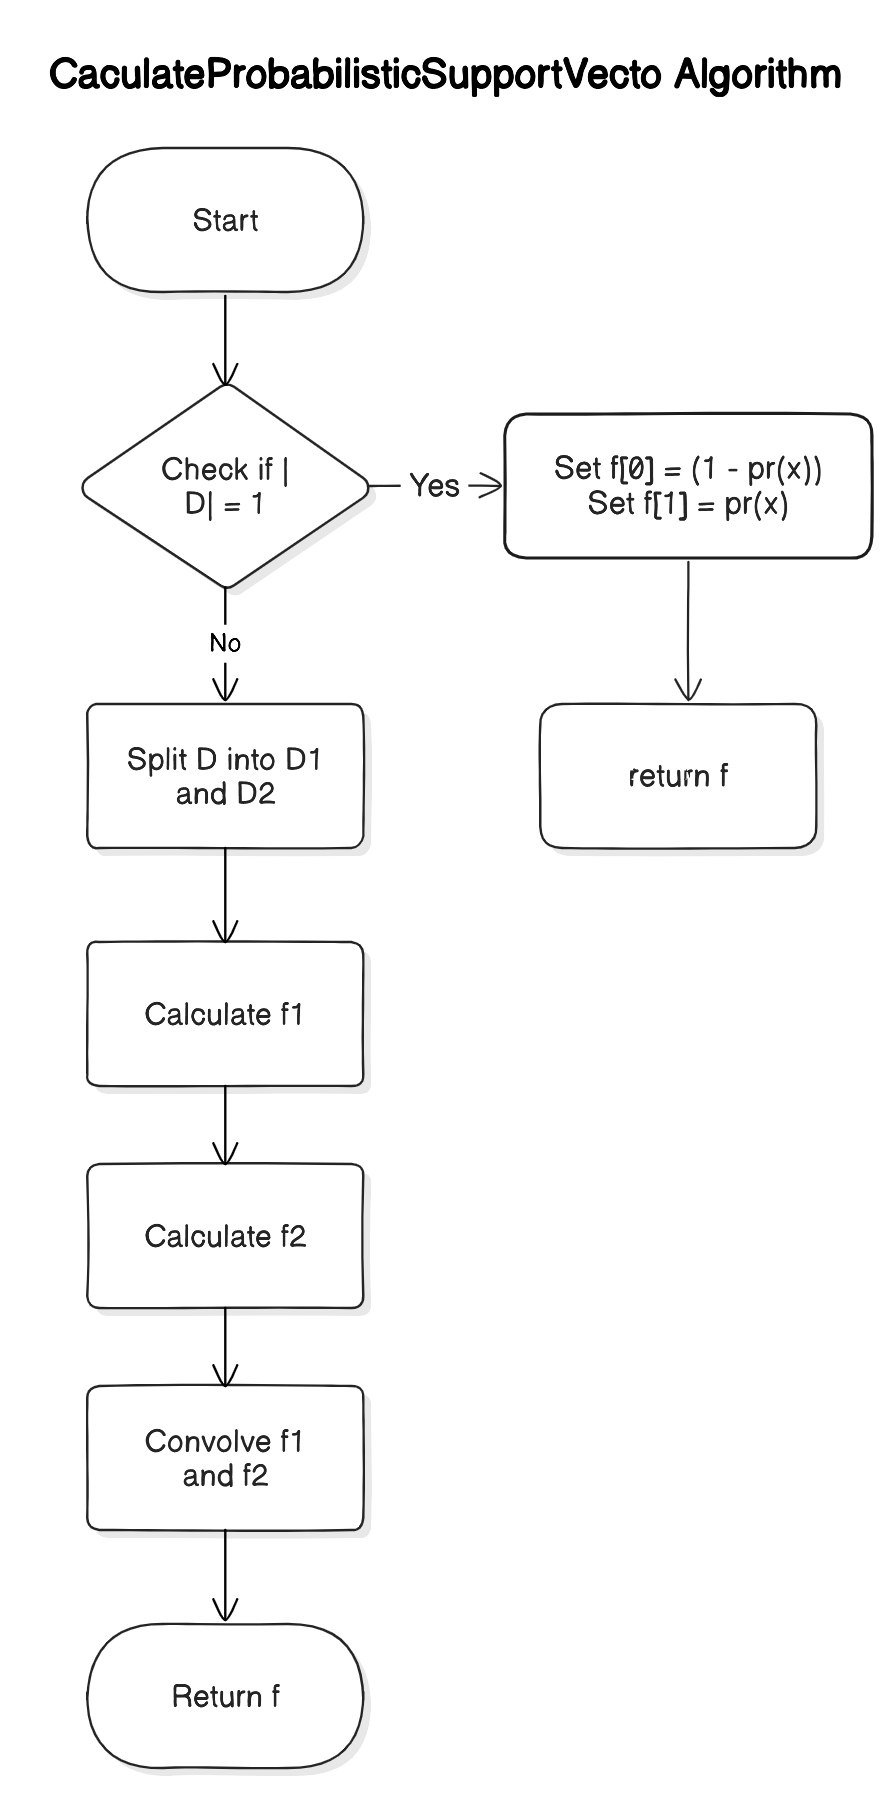 CaculateProbabilisticSupportVecto Algorithm
Start
Check if |
D| = 1
Yes
Set f[0] = (1 - pr(x))
Set f[1] = pr(x)
No
Split D into D1
and D2
return f
Calculate f1
Calculate f2
Convolve f1
and f2
Return f